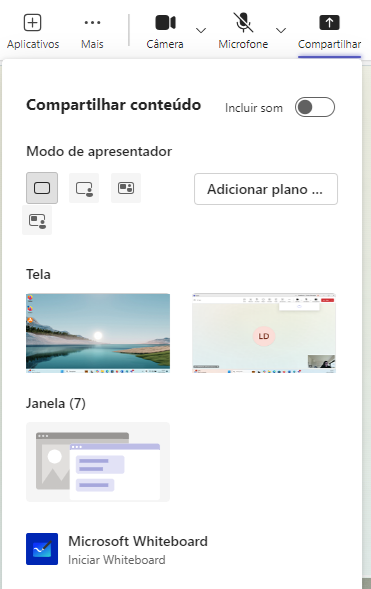 Aplicativos
Mais
Câmera
Microfone
Compartilhar
Compartilhar conteúdo
Incluir som
Modo de apresentador
Adicionar plano ...
Tela
LD
Janela (7)
Microsoft Whiteboard
Iniciar Whiteboard